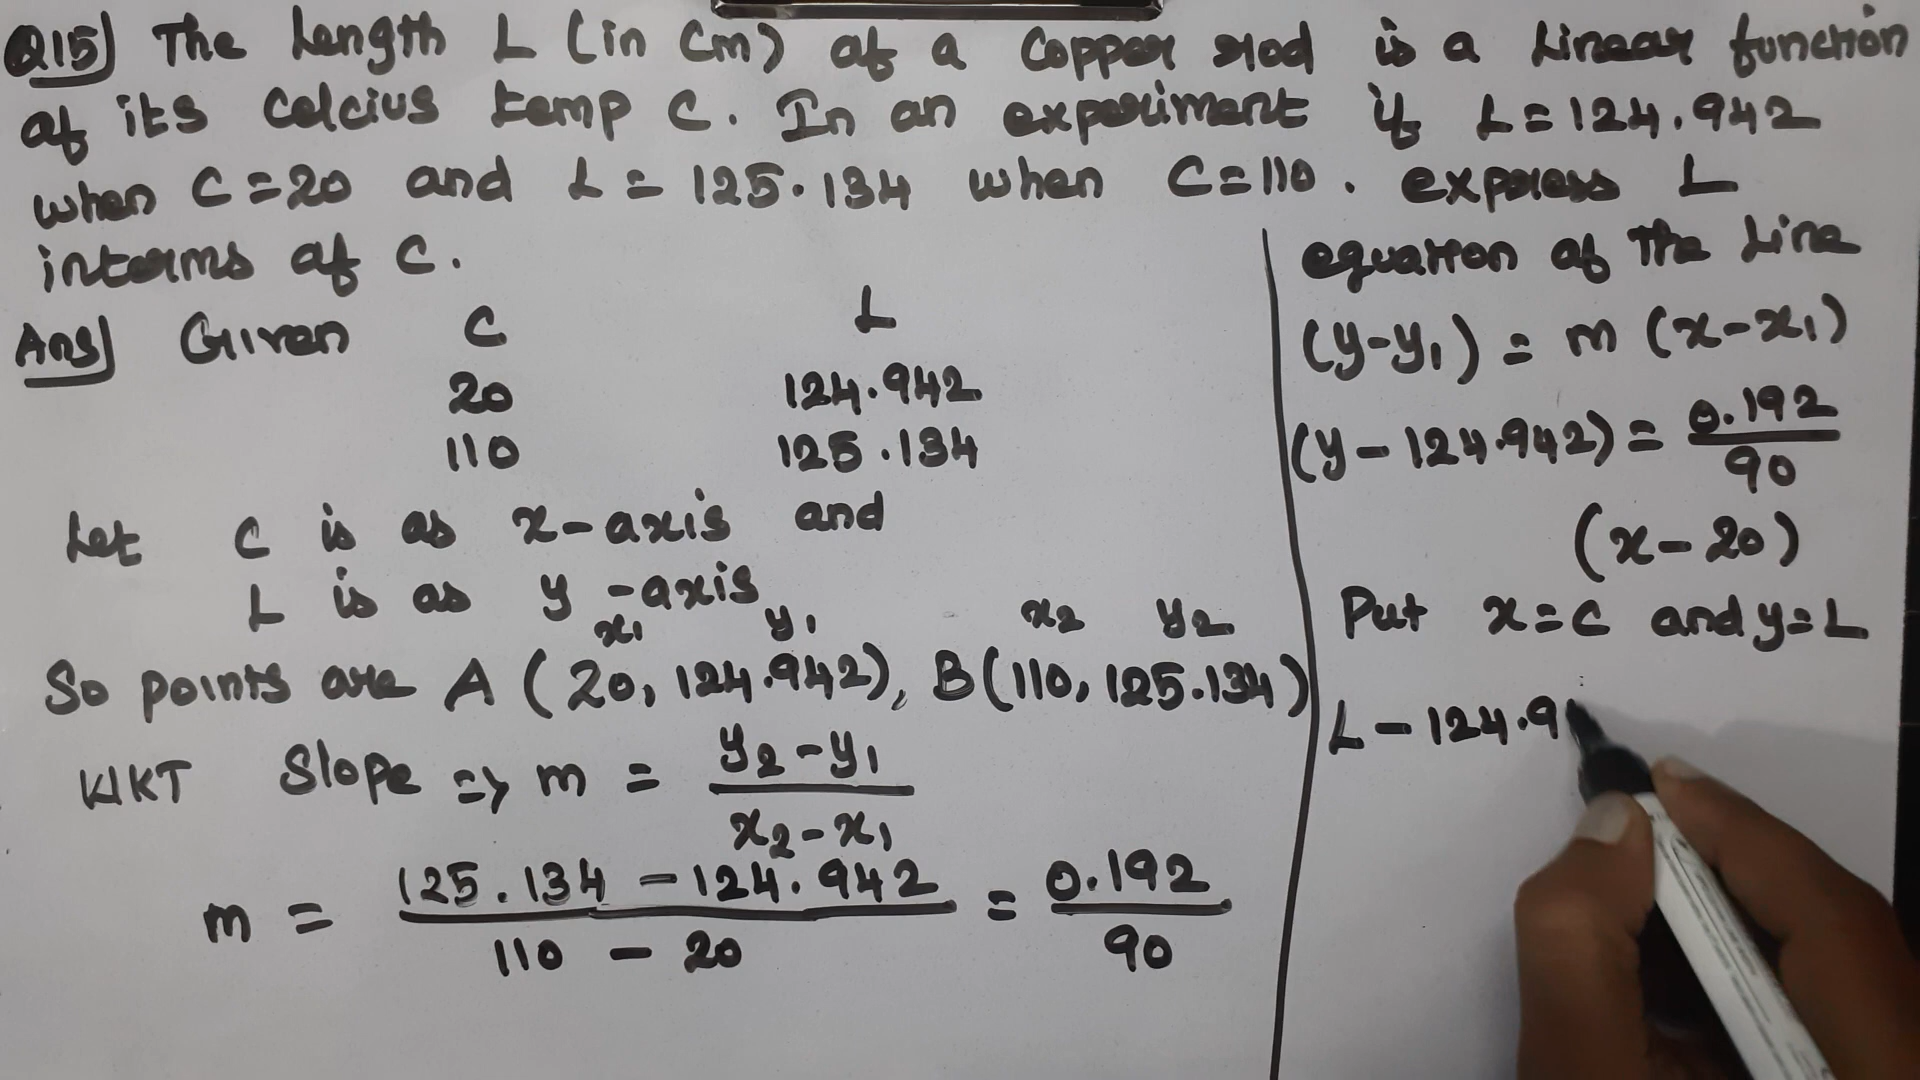 Q15) The Length L (in Cm) of a Copper rod is a Linear function
of its Celcius temp C. In an experiment if L = 124.942
when C = 20 and L = 125.134 when C = 110. express L
interms of C.
Ans) Given C L
20 124.942
110 125.134
Let C is as x-axis and
L is as y-axis
x1 y1 x2 y2
So points are A (20, 124.942), B(110, 125.134)
WKT Slope => m = y2 - y1 / x2 - x1
m = 125.134 - 124.942 / 110 - 20 = 0.192 / 90
equation of The Line
(y - y1) = m (x - x1)
(y - 124.942) = 0.192 / 90
(x - 20)
Put x = C and y = L
L - 124.9